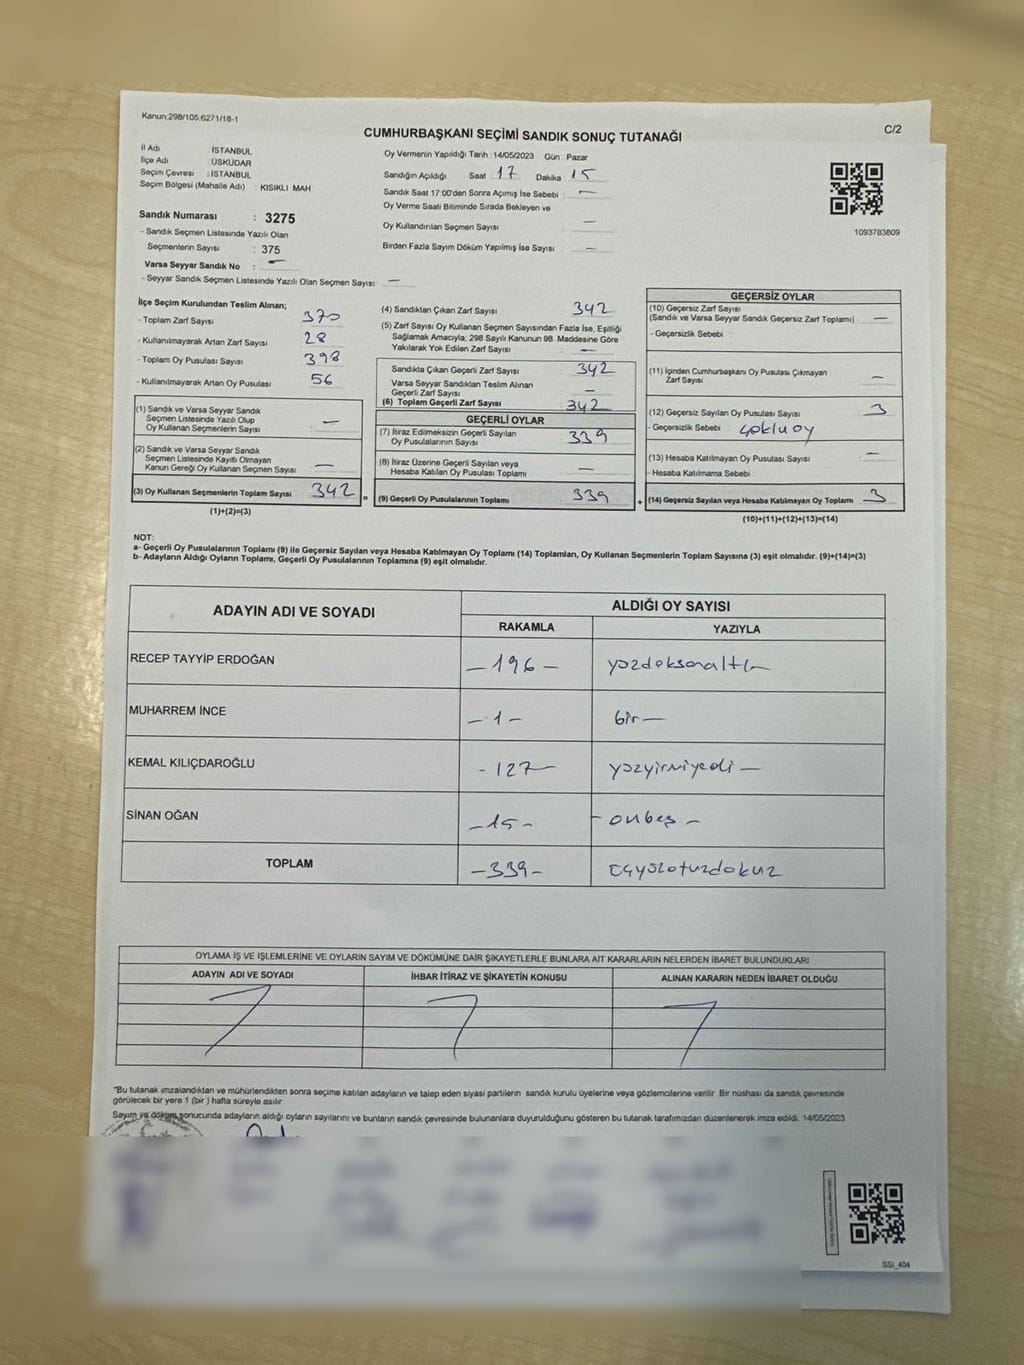 Kanun:298/105,6271/18-1
CUMHURBAŞKANI SEÇİMİ SANDIK SONUÇ TUTANAĞI
C/2
İl Adı : İSTANBUL
İlçe Adı : ÜSKÜDAR
Seçim Çevresi : İSTANBUL
Seçim Bölgesi (Mahalle Adı) : KISIKLI MAH.
Oy Vermenin Yapıldığı Tarih :14/05/2023 Gün : Pazar
Sandığın Açıldığı Saat : 17 Dakika : 15
Sandık Saat 17:00'den Sonra Açımış İse Sebebi : —
Oy Verme Saati Bitiminde Sırada Bekleyen ve
Oy Kullandırılan Seçmen Sayısı : —
Birden Fazla Sayım Döküm Yapılmış İse Sayısı : —
1093783809
Sandık Numarası : 3275
- Sandık Seçmen Listesinde Yazılı Olan
Seçmenlerin Sayısı : 375
Varsa Seyyar Sandık No : —
- Seyyar Sandık Seçmen Listesinde Yazılı Olan Seçmen Sayısı: —
İlçe Seçim Kurulundan Teslim Alınan;
- Toplam Zarf Sayısı : 370
- Kullanılmayarak Artan Zarf Sayısı : 28
- Toplam Oy Pusulası Sayısı : 398
- Kullanılmayarak Artan Oy Pusulası : 56
(1) Sandık ve Varsa Seyyar Sandık
Seçmen Listesinde Yazılı Olup
Oy Kullanan Seçmenlerin Sayısı : —
(2) Sandık ve Varsa Seyyar Sandık
Seçmen Listesinde Kayıtlı Olmayan
Kanun Gereği Oy Kullanan Seçmen Sayısı : —
(3) Oy Kullanan Seçmenlerin Toplam Sayısı : 342 =
(1)+(2)=(3)
(4) Sandıktan Çıkan Zarf Sayısı : 342
(5) Zarf Sayısı Oy Kullanan Seçmen Sayısından Fazla İse, Eşitliği
Sağlamak Amacıyla; 298 Sayılı Kanunun 98. Maddesine Göre
Yakılarak Yok Edilen Zarf Sayısı : —
Sandıkla Çıkan Geçerli Zarf Sayısı : 342
Varsa Seyyar Sandıktan Teslim Alınan
Geçerli Zarf Sayısı : —
(6) Toplam Geçerli Zarf Sayısı : 342
GEÇERLİ OYLAR
(7) İtiraz Edilmeksizin Geçerli Sayılan
Oy Pusulalarının Sayısı : 339
(8) İtiraz Üzerine Geçerli Sayılan veya
Hesaba Katılan Oy Pusulası Toplamı : —
(9) Geçerli Oy Pusulalarının Toplamı : 339 +
GEÇERSİZ OYLAR
(10) Geçersiz Zarf Sayısı
(Sandık ve Varsa Seyyar Sandık Geçersiz Zarf Toplamı) : —
- Geçersizlik Sebebi :
(11) İçinden Cumhurbaşkanı Oy Pusulası Çıkmayan
Zarf Sayısı : —
(12) Geçersiz Sayılan Oy Pusulası Sayısı : 3
- Geçersizlik Sebebi : çoklu oy
(13) Hesaba Katılmayan Oy Pusulası Sayısı : —
- Hesaba Katılmama Sebebi :
(14) Geçersiz Sayılan veya Hesaba Katılmayan Oy Toplamı : 3
(10)+(11)+(12)+(13)=(14)
NOT:
a- Geçerli Oy Pusulalarının Toplamı (9) ile Geçersiz Sayılan veya Hesaba Katılmayan Oy Toplamı (14) Toplamları, Oy Kullanan Seçmenlerin Toplam Sayısına (3) eşit olmalıdır. (9)+(14)=(3)
b- Adayların Aldığı Oyların Toplamı, Geçerli Oy Pusulalarının Toplamına (9) eşit olmalıdır.
ADAYIN ADI VE SOYADI ALDIĞI OY SAYISI
RAKAMLA YAZIYLA
RECEP TAYYİP ERDOĞAN —196— yüzdoksanaltı—
MUHARREM İNCE —1— bir—
KEMAL KILIÇDAROĞLU -127— yüzyirmiyedi—
SİNAN OĞAN —15— - onbeş —
TOPLAM —339— üçyüzotuzdokuz
OYLAMA İŞ VE İŞLEMLERİNE VE OYLARIN SAYIM VE DÖKÜMÜNE DAİR ŞİKAYETLERLE BUNLARA AİT KARARLARIN NELERDEN İBARET BULUNDUKLARI
ADAYIN ADI VE SOYADI İHBAR İTİRAZ VE ŞİKAYETİN KONUSU ALINAN KARARIN NEDEN İBARET OLDUĞU
*Bu tutanak imzalandıktan ve mühürlendikten sonra seçime katılan adayların ve talep eden siyasi partilerin sandık kurulu üyelerine veya gözlemcilerine verilir. Bir nüshası da sandık çevresinde
görülecek bir yere 1 (bir ) hafta süreyle asılır
Sayım ve döküm sonucunda adayların aldığı oyların sayılarını ve bunların sandık çevresinde bulunanlara duyurulduğunu gösteren bu tutanak tarafımızdan düzenlenerek imza edildi. 14/05/2023
SSI_404